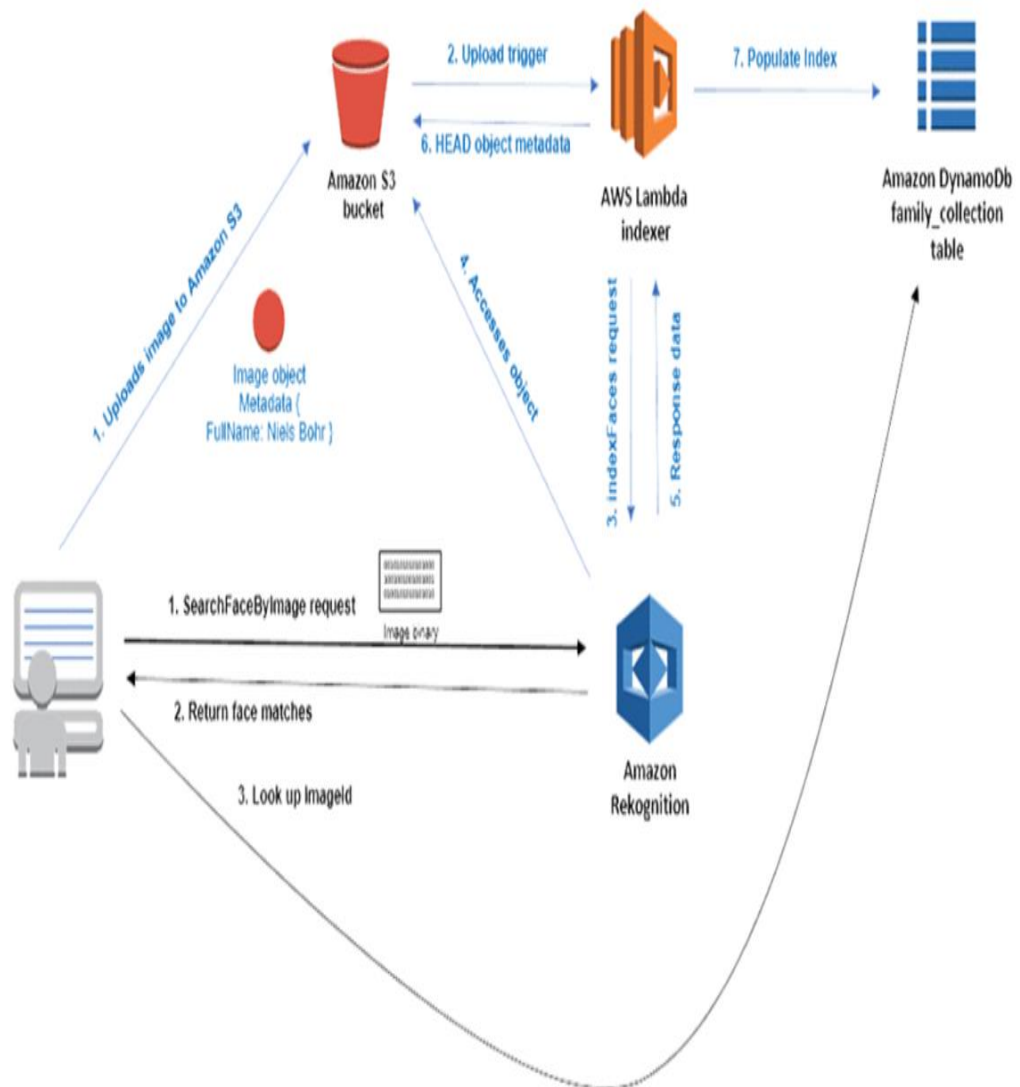 2. Upload trigger
7. Populate Index
6. HEAD object metadata
Amazon S3
bucket
AWS Lambda
indexer
Amazon DynamoDb
family_collection
table
1. Uploads image to Amazon S3
4. Accesses object
3. indexFaces request
5. Response data
Image object
Metadata {
FullName: Niels Bohr }
1. SearchFaceByImage request
Image binary
2. Return face matches
3. Look up ImageId
Amazon
Rekognition